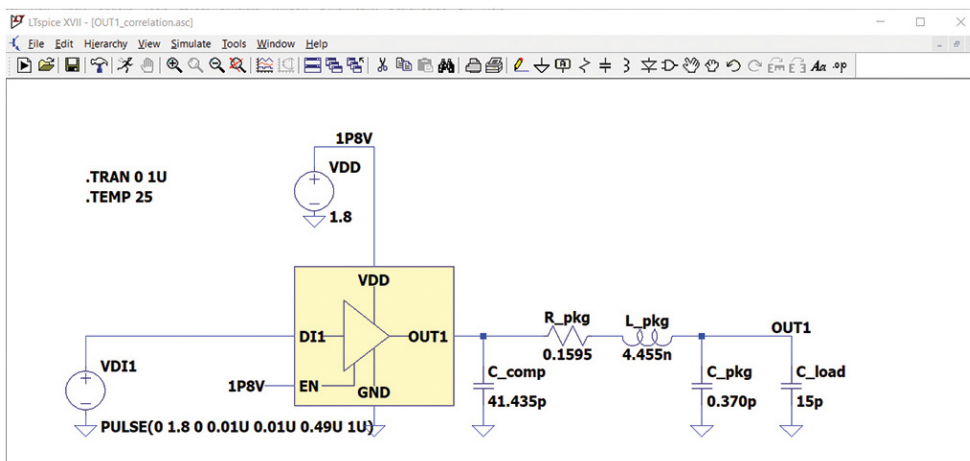 LTspice XVII - [OUT1_correlation.asc]
File Edit Hierarchy View Simulate Tools Window Help
Aa .op
1P8V
.TRAN 0 1U
.TEMP 25
VDD
1.8
VDD
DI1
OUT1
EN
GND
1P8V
VDI1
PULSE(0 1.8 0 0.01U 0.01U 0.49U 1U)
R_pkg
0.1595
L_pkg
4.455n
OUT1
C_comp
41.435p
C_pkg
0.370p
C_load
15p